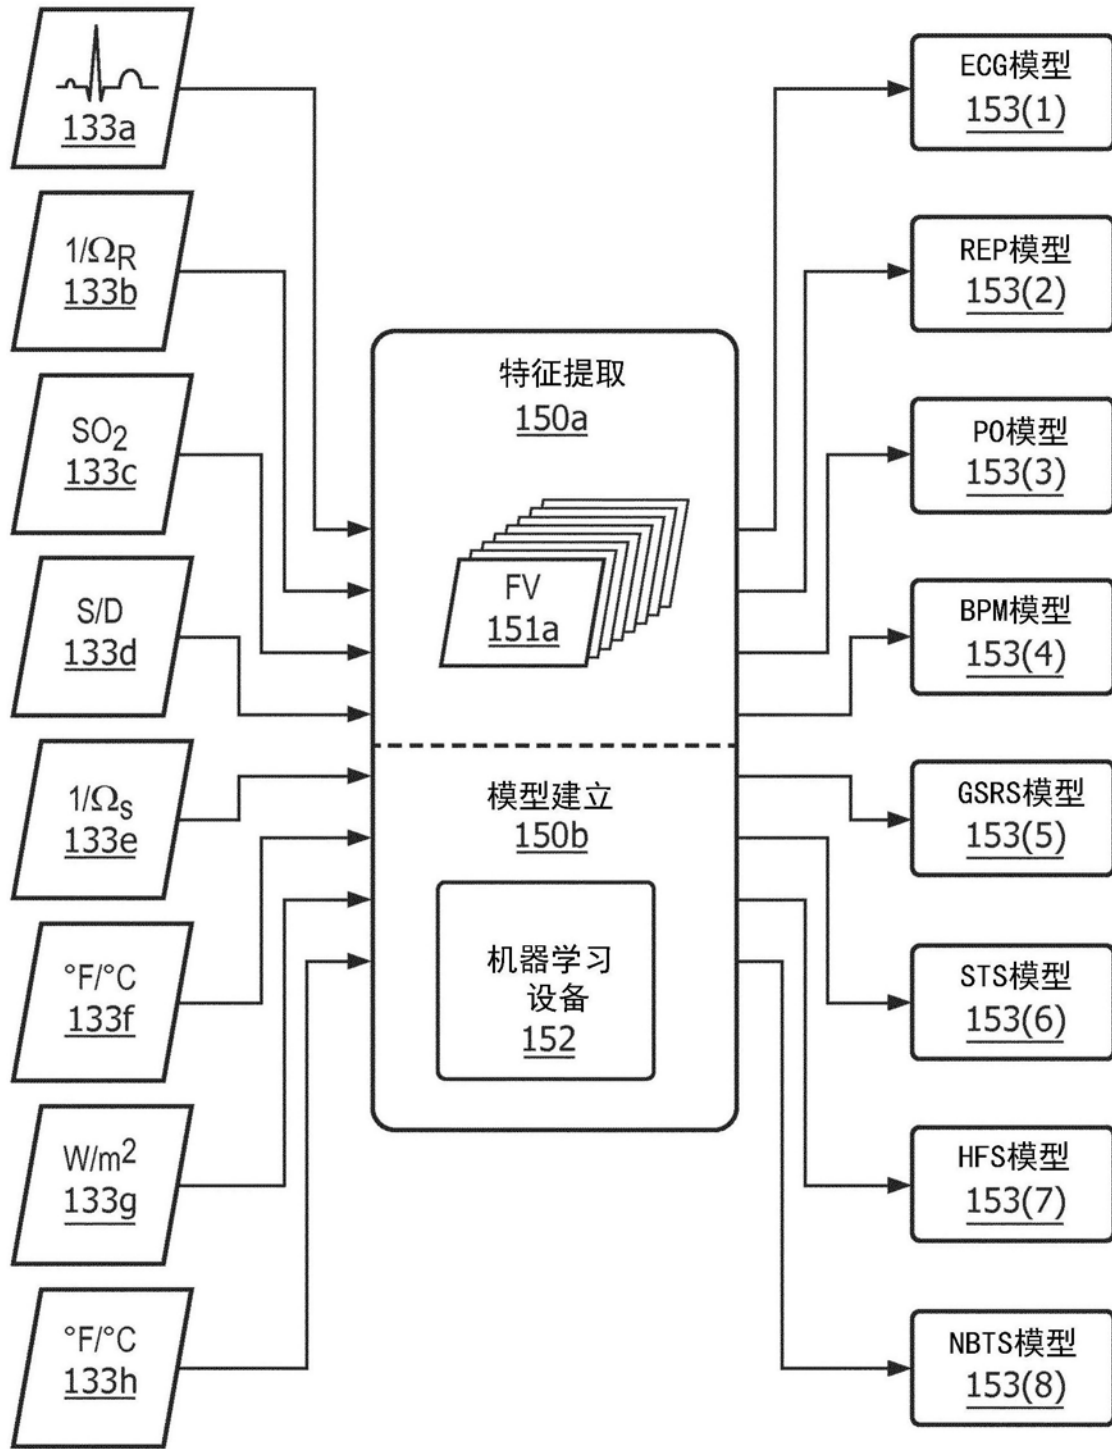 133a
1/ΩR
133b
SO2
133c
S/D
133d
1/ΩS
133e
°F/°C
133f
W/m2
133g
°F/°C
133h
特征提取
150a
FV
151a
模型建立
150b
机器学习
设备
152
ECG模型
153(1)
REP模型
153(2)
PO模型
153(3)
BPM模型
153(4)
GSRS模型
153(5)
STS模型
153(6)
HFS模型
153(7)
NBTS模型
153(8)